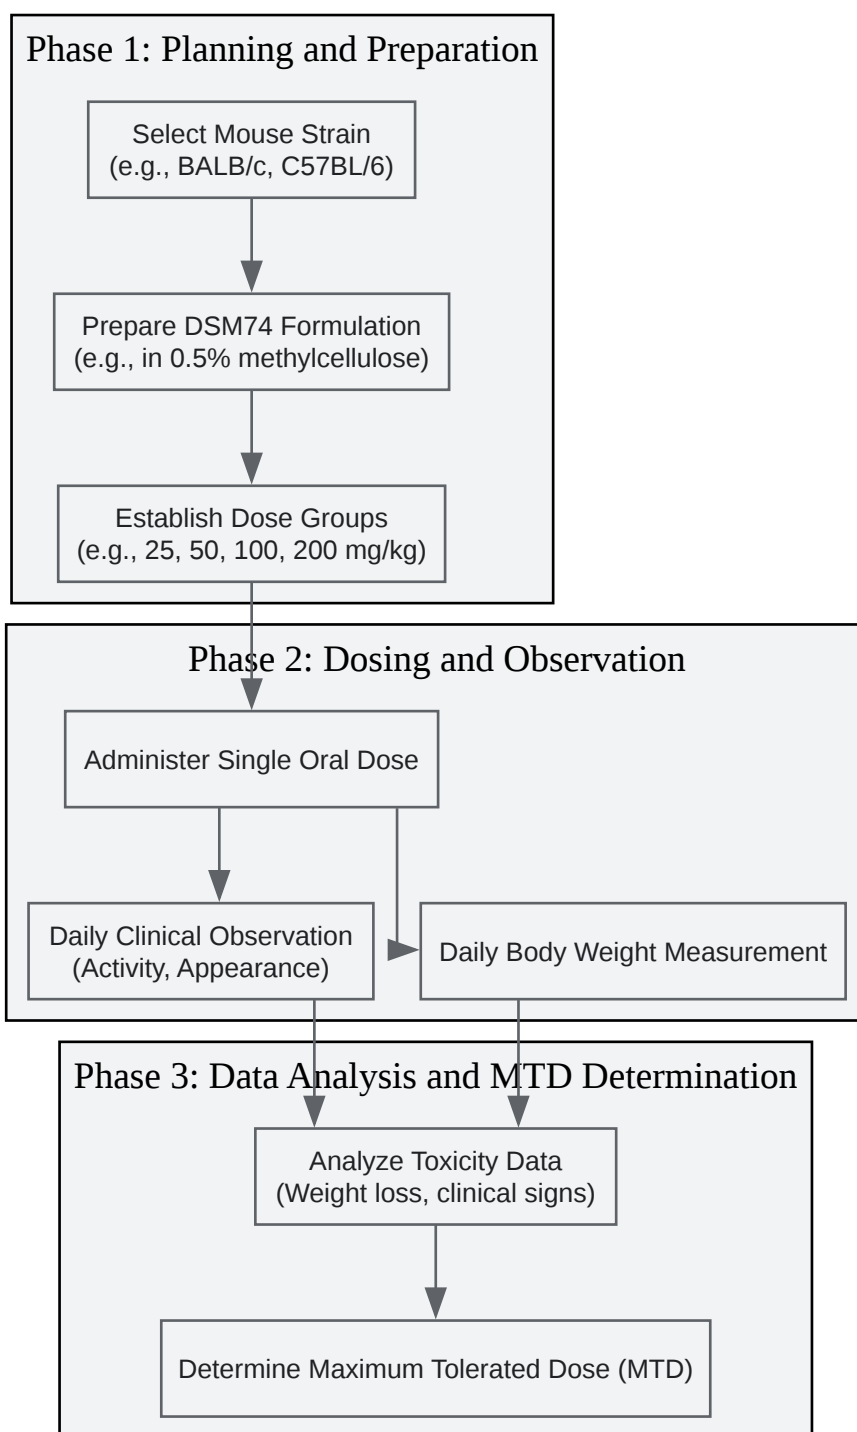 Phase 1: Planning and Preparation
Select Mouse Strain
(e.g., BALB/c, C57BL/6)
Prepare DSM74 Formulation
(e.g., in 0.5% methylcellulose)
Establish Dose Groups
(e.g., 25, 50, 100, 200 mg/kg)
Phase 2: Dosing and Observation
Administer Single Oral Dose
Daily Clinical Observation
(Activity, Appearance)
Daily Body Weight Measurement
Phase 3: Data Analysis and MTD Determination
Analyze Toxicity Data
(Weight loss, clinical signs)
Determine Maximum Tolerated Dose (MTD)